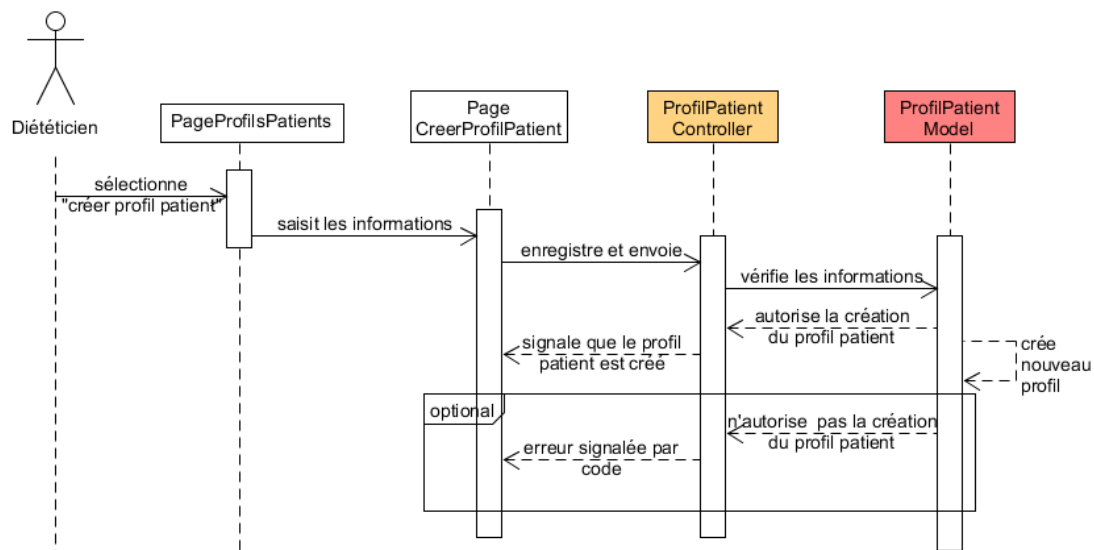 Diététicien
PageProfilsPatients
Page
CreerProfilPatient
ProfilPatient
Controller
ProfilPatient
Model
sélectionne
"créer profil patient"
saisit les informations
enregistre et envoie
vérifie les informations
autorise la création
du profil patient
signale que le profil
patient est créé
crée
nouveau
profil
optional
n'autorise pas la création
du profil patient
erreur signalée par
code